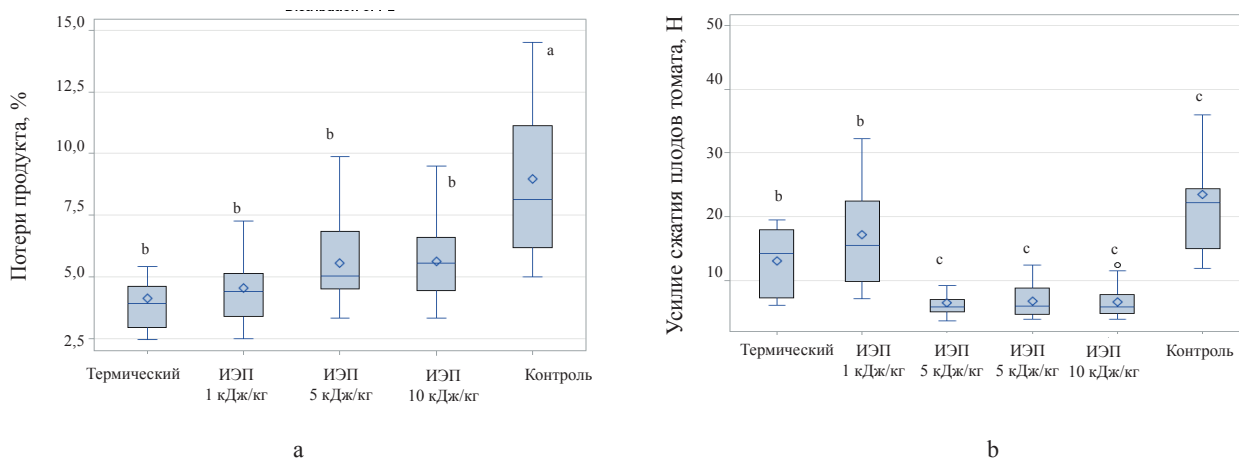 15,0
12,5
10,0
7,5
5,0
2,5
Потери продукта, %
a
b
b
b
b
Термический
ИЭП
1 кДж/кг
ИЭП
5 кДж/кг
ИЭП
10 кДж/кг
Контроль
a
50
40
30
20
10
Усилие сжатия плодов томата, Н
b
b
c
c
c
c
Термический
ИЭП
1 кДж/кг
ИЭП
5 кДж/кг
ИЭП
5 кДж/кг
ИЭП
10 кДж/кг
Контроль
b